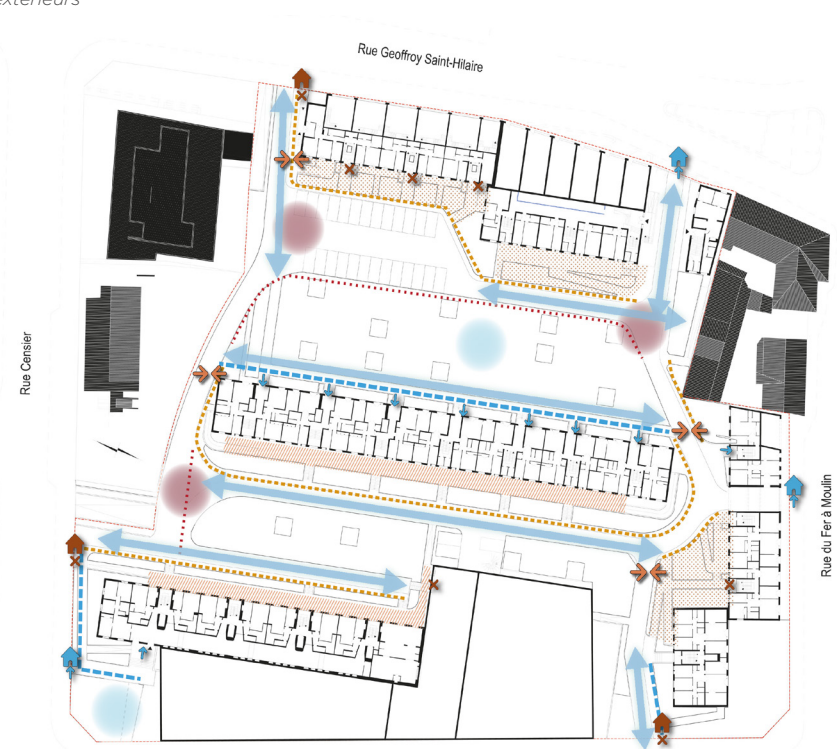 extérieurs
Rue Geoffroy Saint-Hilaire
Rue Censier
Rue du Fer à Moulin